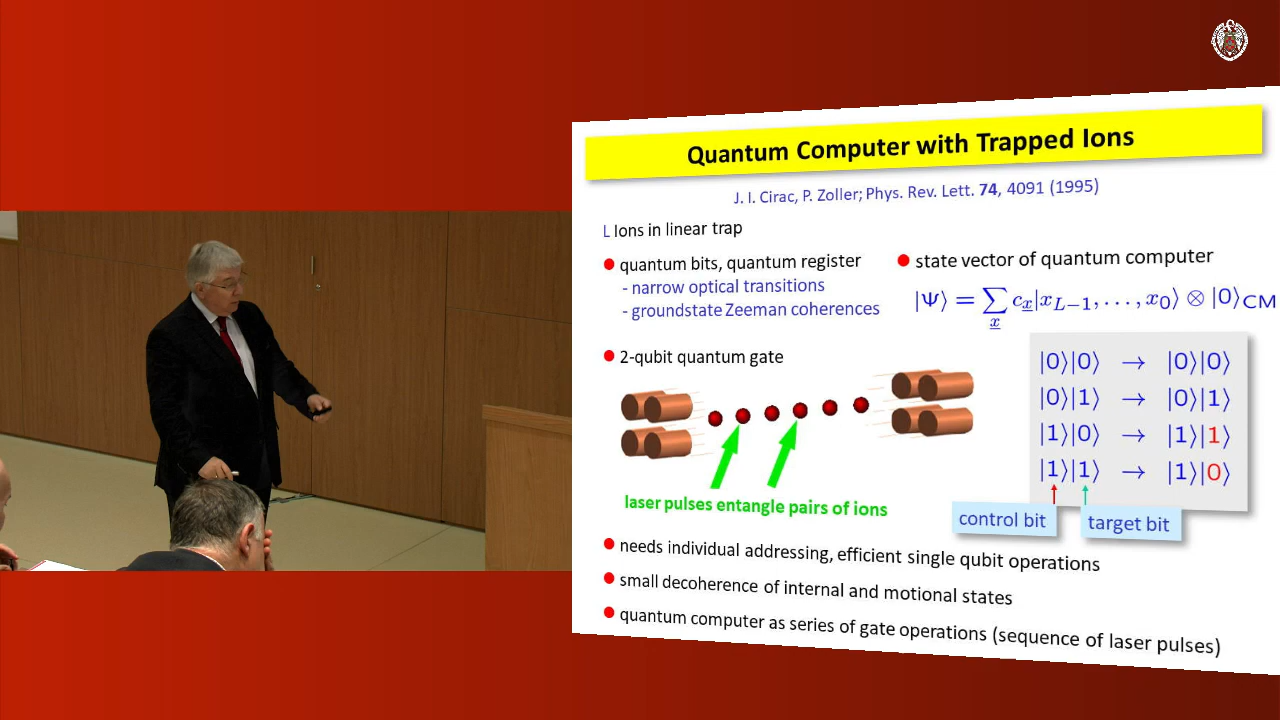 Quantum Computer with Trapped Ions
J. I. Cirac, P. Zoller; Phys. Rev. Lett. 74, 4091 (1995)
L Ions in linear trap
quantum bits, quantum register
- narrow optical transitions
- groundstate Zeeman coherences
state vector of quantum computer
|Ψ⟩ = ∑ c_x |x_{L−1}, . . . , x_0⟩ ⊗ |0⟩_CM
x
2-qubit quantum gate
|0⟩|0⟩ → |0⟩|0⟩
|0⟩|1⟩ → |0⟩|1⟩
|1⟩|0⟩ → |1⟩|1⟩
|1⟩|1⟩ → |1⟩|0⟩
control bit
target bit
laser pulses entangle pairs of ions
needs individual addressing, efficient single qubit operations
small decoherence of internal and motional states
quantum computer as series of gate operations (sequence of laser pulses)